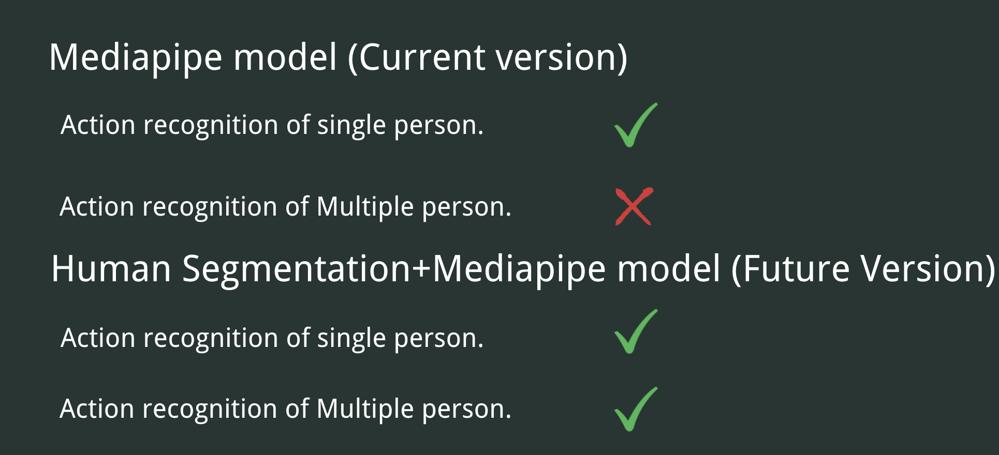 Mediapipe model (Current version)
Action recognition of single person.
Action recognition of Multiple person.
Human Segmentation+Mediapipe model (Future Version)
Action recognition of single person.
Action recognition of Multiple person.